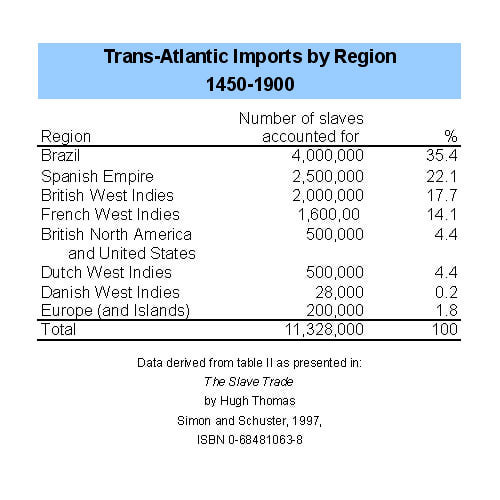 Trans-Atlantic Imports by Region
1450-1900
Number of slaves
Region accounted for %
Brazil 4,000,000 35.4
Spanish Empire 2,500,000 22.1
British West Indies 2,000,000 17.7
French West Indies 1,600,00 14.1
British North America 500,000 4.4
and United States
Dutch West Indies 500,000 4.4
Danish West Indies 28,000 0.2
Europe (and Islands) 200,000 1.8
Total 11,328,000 100
Data derived from table II as presented in:
The Slave Trade
by Hugh Thomas
Simon and Schuster, 1997,
ISBN 0-68481063-8